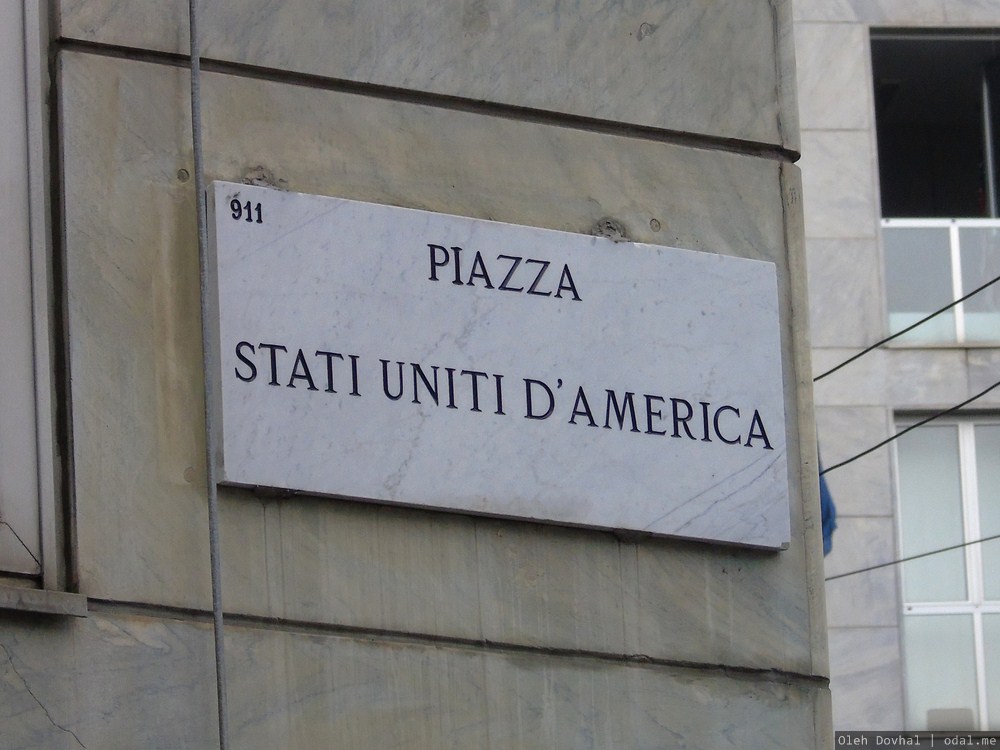 911
PIAZZA
STATI UNITI D'AMERICA
Oleh Dovhal | odal.me